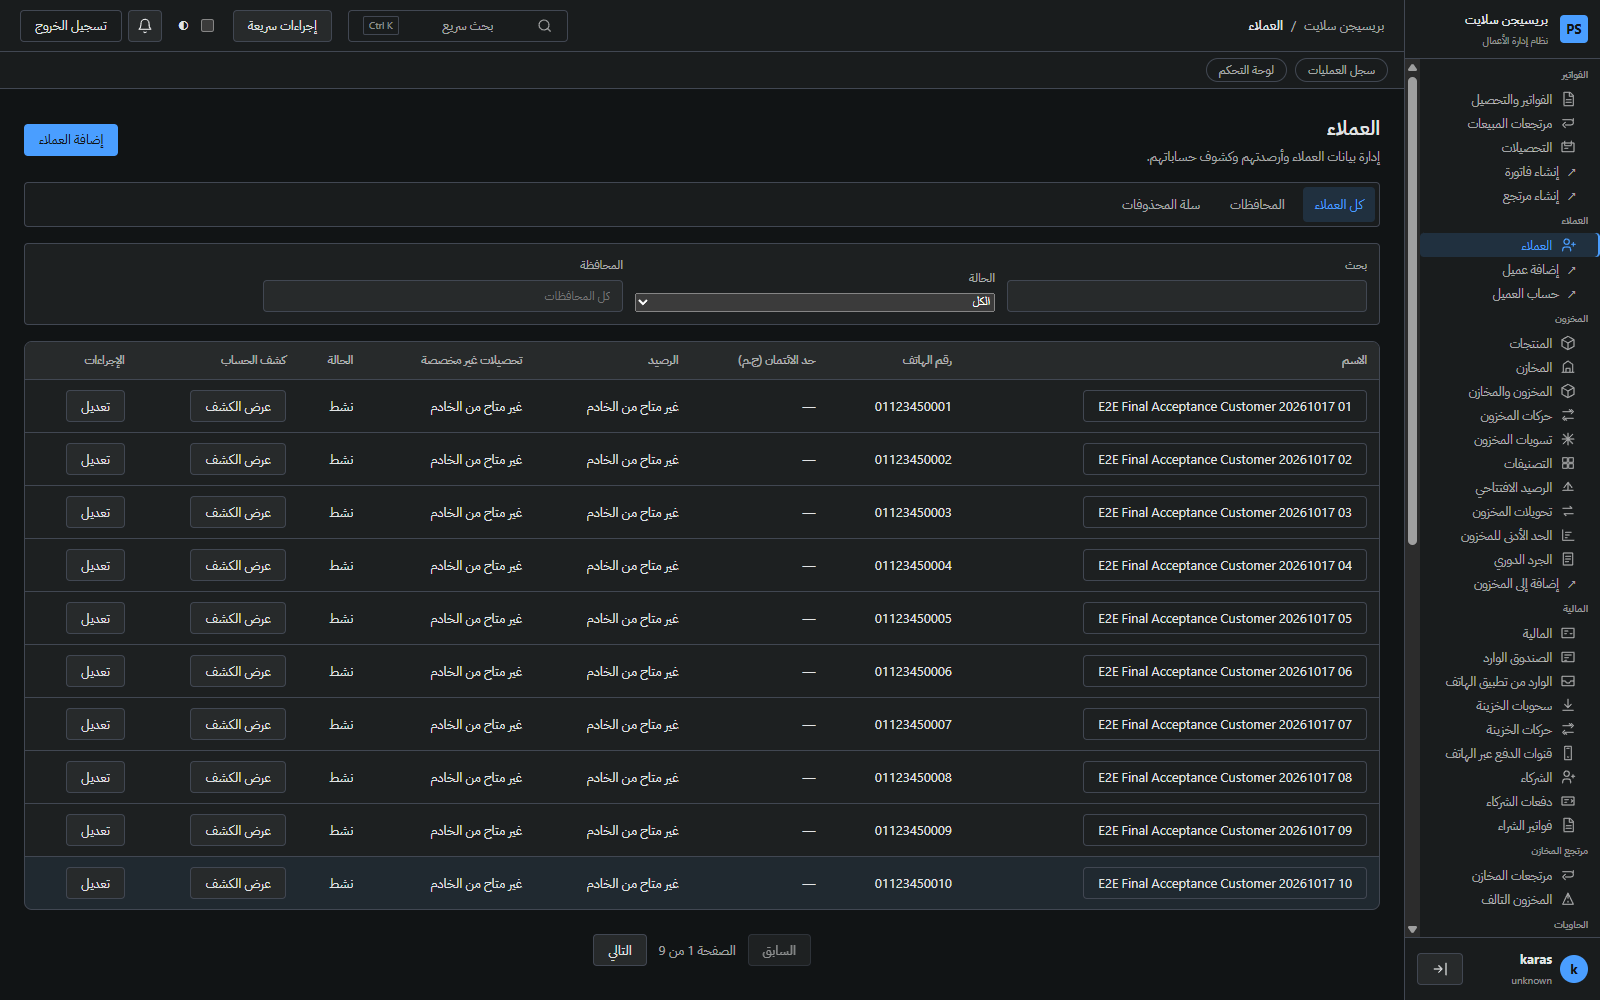 PS
بريسيجن سلايت
نظام إدارة الأعمال
بريسيجن سلايت / العملاء
بحث سريع
Ctrl K
إجراءات سريعة
تسجيل الخروج
سجل العمليات
لوحة التحكم
الفواتير
الفواتير والتحصيل
مرتجعات المبيعات
التحصيلات
إنشاء فاتورة
إنشاء مرتجع
العملاء
العملاء
إضافة عميل
حساب العميل
المخزون
المنتجات
المخازن
المخزون والمخازن
حركات المخزون
تسويات المخزون
التصنيفات
الرصيد الافتتاحي
تحويلات المخزون
الحد الأدنى للمخزون
الجرد الدوري
إضافة إلى المخزون
المالية
المالية
الصندوق الوارد
الوارد من تطبيق الهاتف
سحوبات الخزينة
حركات الخزينة
قنوات الدفع عبر الهاتف
الشركاء
دفعات الشركاء
فواتير الشراء
مرتجع المخازن
مرتجعات المخازن
المخزون التالف
الحاويات
karas
unknown
k
العملاء
إدارة بيانات العملاء وأرصدتهم وكشوف حساباتهم.
إضافة العملاء
كل العملاء
المحافظات
سلة المحذوفات
بحث
الحالة
الكل
المحافظة
كل المحافظات
الاسم رقم الهاتف حد الائتمان (ج.م) الرصيد تحصيلات غير مخصصة الحالة كشف الحساب الإجراءات
E2E Final Acceptance Customer 20261017 01 01123450001 — غير متاح من الخادم غير متاح من الخادم نشط عرض الكشف تعديل
E2E Final Acceptance Customer 20261017 02 01123450002 — غير متاح من الخادم غير متاح من الخادم نشط عرض الكشف تعديل
E2E Final Acceptance Customer 20261017 03 01123450003 — غير متاح من الخادم غير متاح من الخادم نشط عرض الكشف تعديل
E2E Final Acceptance Customer 20261017 04 01123450004 — غير متاح من الخادم غير متاح من الخادم نشط عرض الكشف تعديل
E2E Final Acceptance Customer 20261017 05 01123450005 — غير متاح من الخادم غير متاح من الخادم نشط عرض الكشف تعديل
E2E Final Acceptance Customer 20261017 06 01123450006 — غير متاح من الخادم غير متاح من الخادم نشط عرض الكشف تعديل
E2E Final Acceptance Customer 20261017 07 01123450007 — غير متاح من الخادم غير متاح من الخادم نشط عرض الكشف تعديل
E2E Final Acceptance Customer 20261017 08 01123450008 — غير متاح من الخادم غير متاح من الخادم نشط عرض الكشف تعديل
E2E Final Acceptance Customer 20261017 09 01123450009 — غير متاح من الخادم غير متاح من الخادم نشط عرض الكشف تعديل
E2E Final Acceptance Customer 20261017 10 01123450010 — غير متاح من الخادم غير متاح من الخادم نشط عرض الكشف تعديل
السابق
الصفحة 1 من 9
التالي